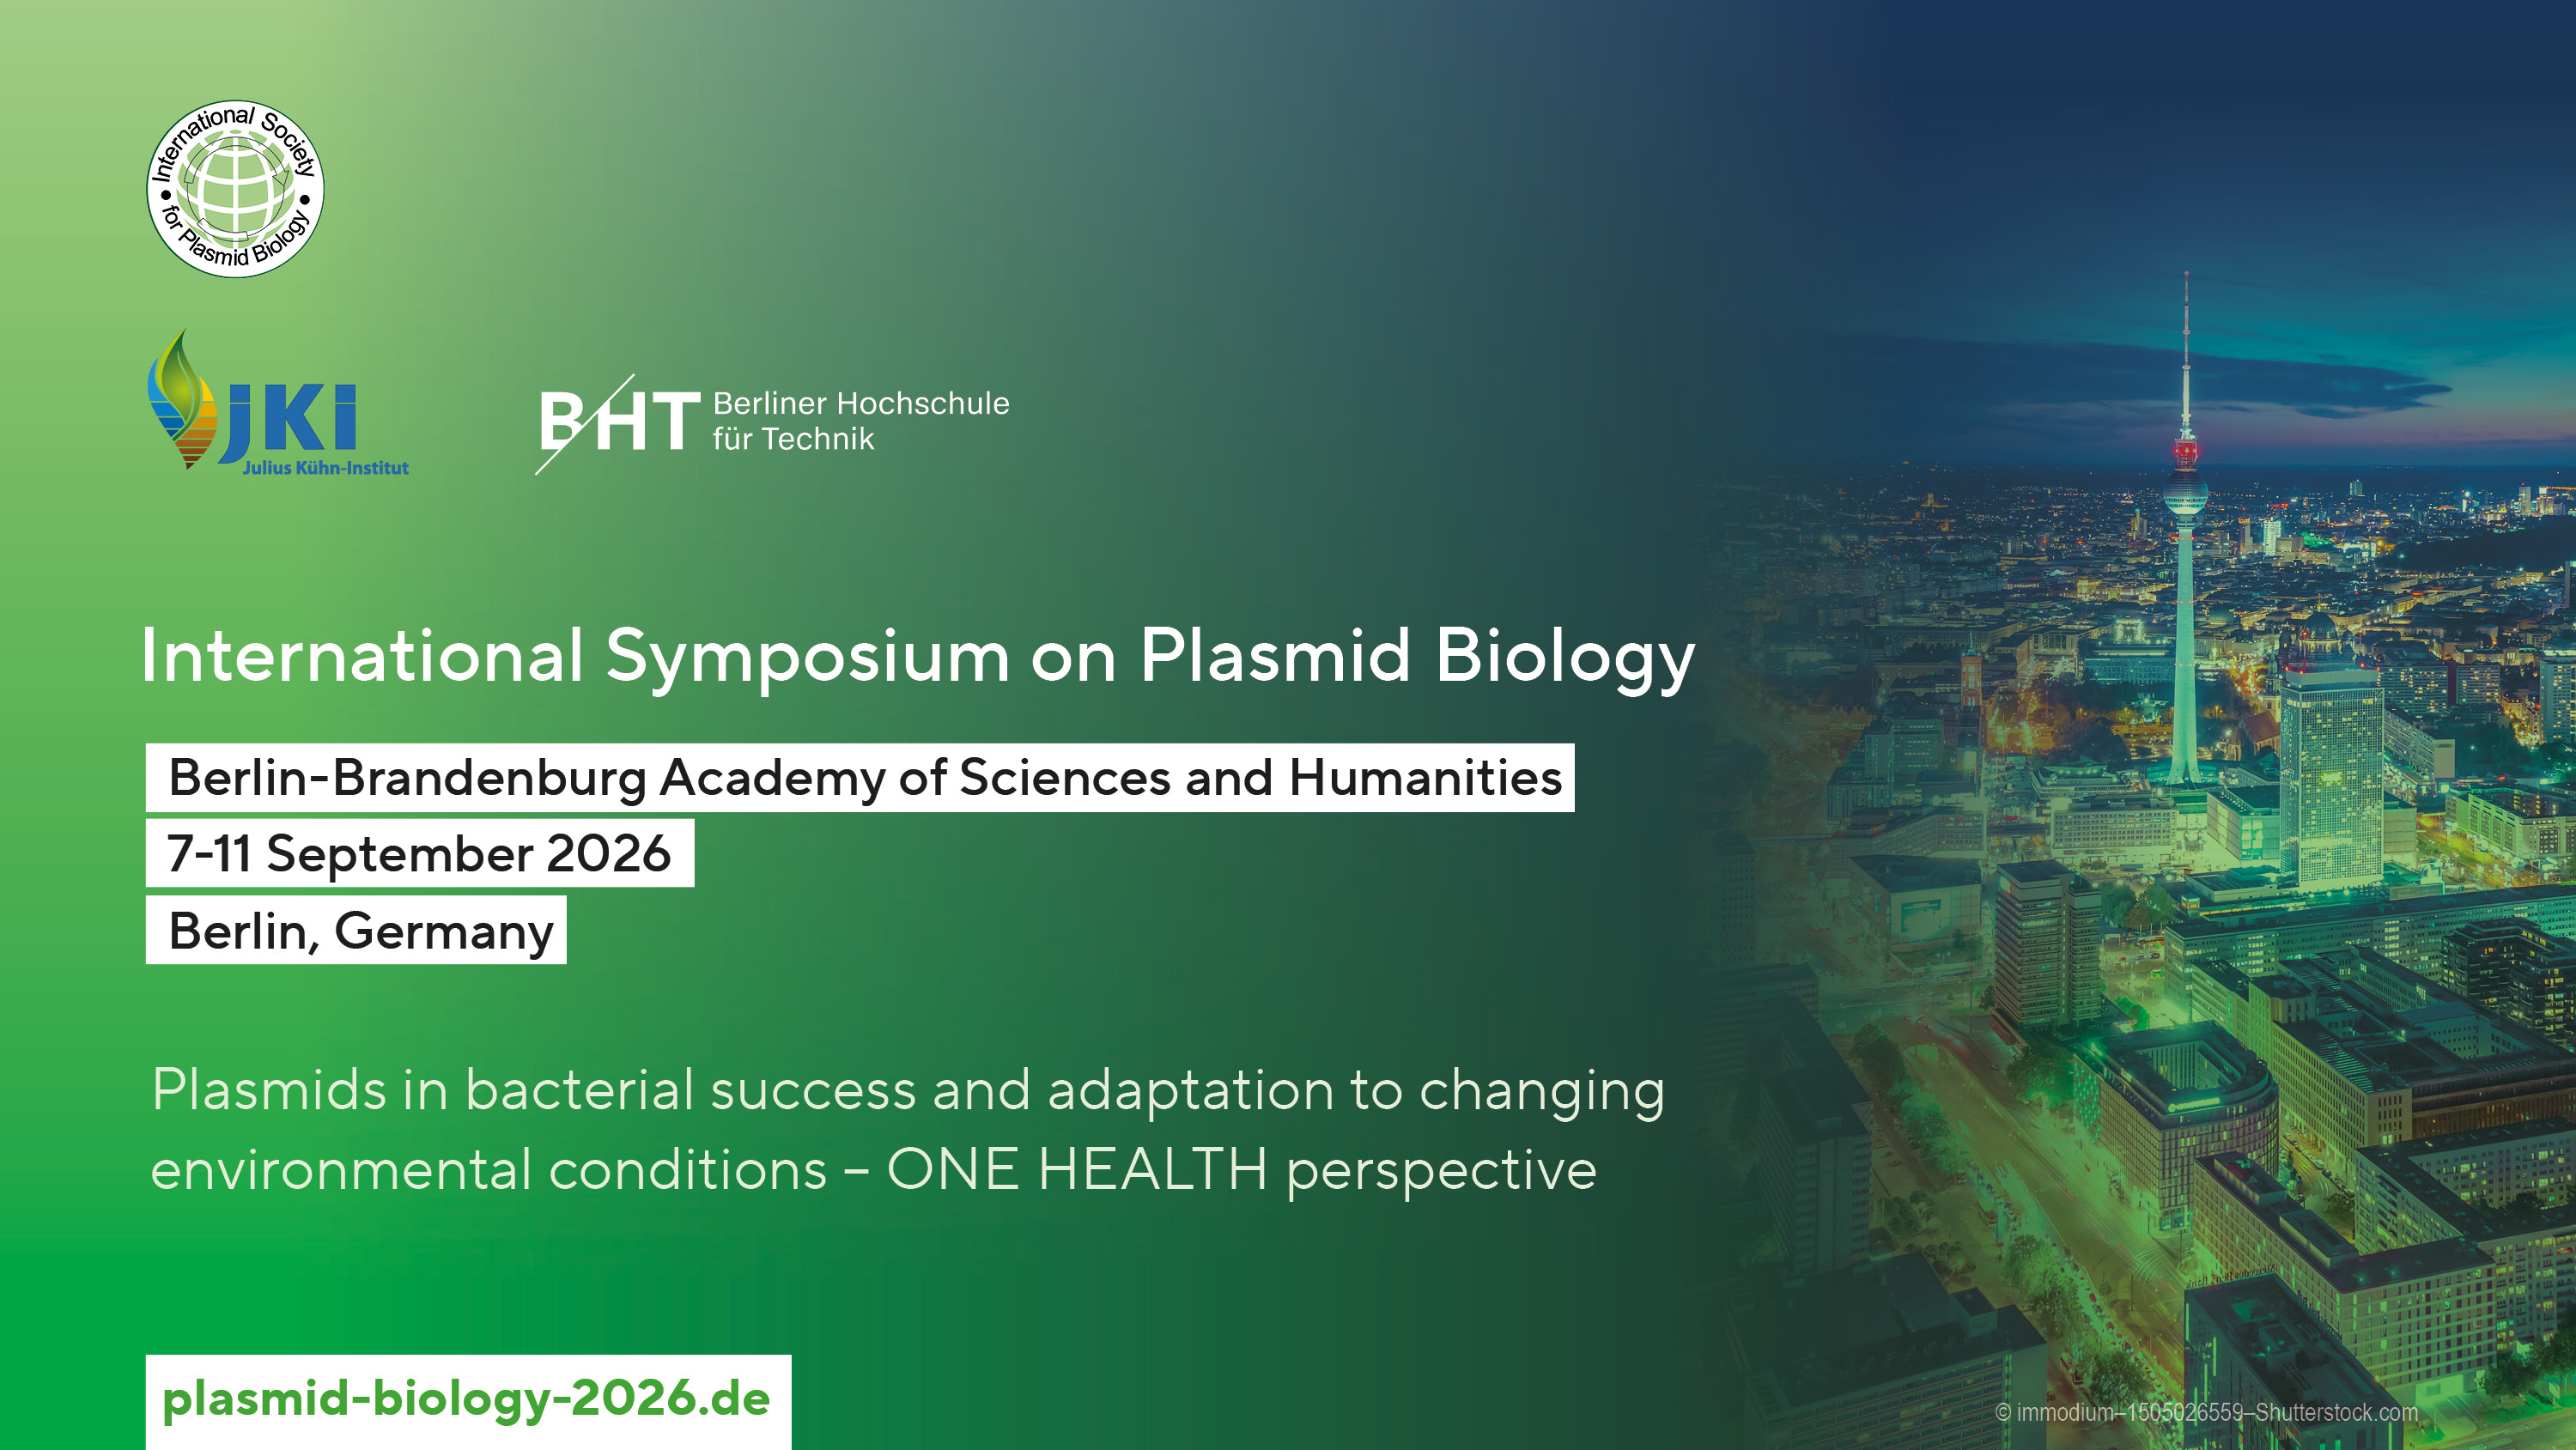 International Society
for Plasmid Biology
JKI
Julius Kühn-Institut
BHT
Berliner Hochschule
für Technik
International Symposium on Plasmid Biology
Berlin-Brandenburg Academy of Sciences and Humanities
7-11 September 2026
Berlin, Germany
Plasmids in bacterial success and adaptation to changing
environmental conditions – ONE HEALTH perspective
plasmid-biology-2026.de
© immodium–1505026559–Shutterstock.com